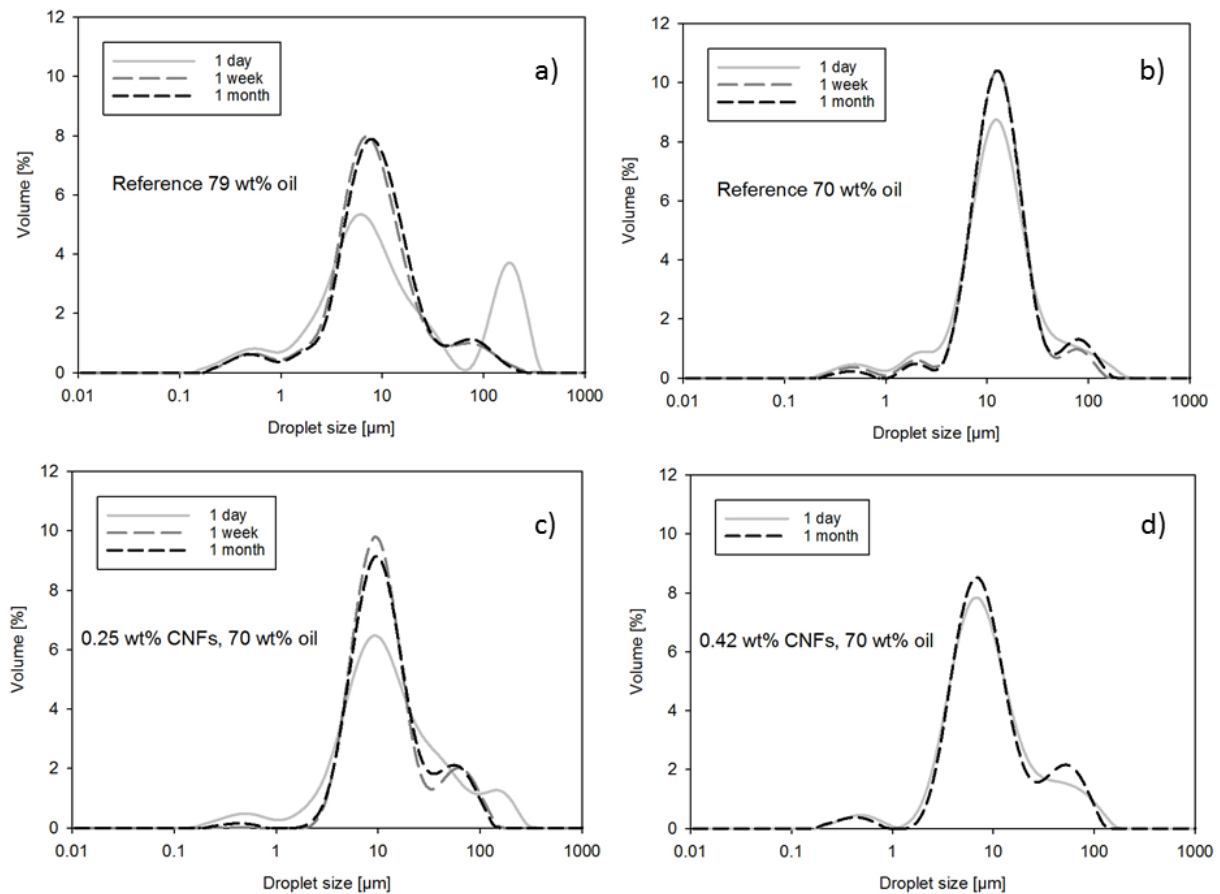 12
10
8
6
4
2
0
Volume [%]
1 day
1 week
1 month
a)
Reference 79 wt% oil
0.01 0.1 1 10 100 1000
Droplet size [µm]
12
10
8
6
4
2
0
Volume [%]
1 day
1 week
1 month
b)
Reference 70 wt% oil
0.01 0.1 1 10 100 1000
Droplet size [µm]
12
10
8
6
4
2
0
Volume [%]
1 day
1 week
1 month
c)
0.25 wt% CNFs, 70 wt% oil
0.01 0.1 1 10 100 1000
Droplet size [µm]
12
10
8
6
4
2
0
Volume [%]
1 day
1 month
d)
0.42 wt% CNFs, 70 wt% oil
0.01 0.1 1 10 100 1000
Droplet size [µm]